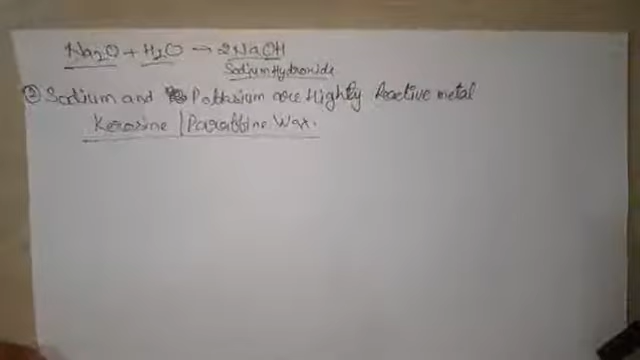 Na2O + H2O → 2NaOH
Sodium Hydroxide
② Sodium and Potassium are Highly Reactive metal
Kerosine / Paraffine Wax.